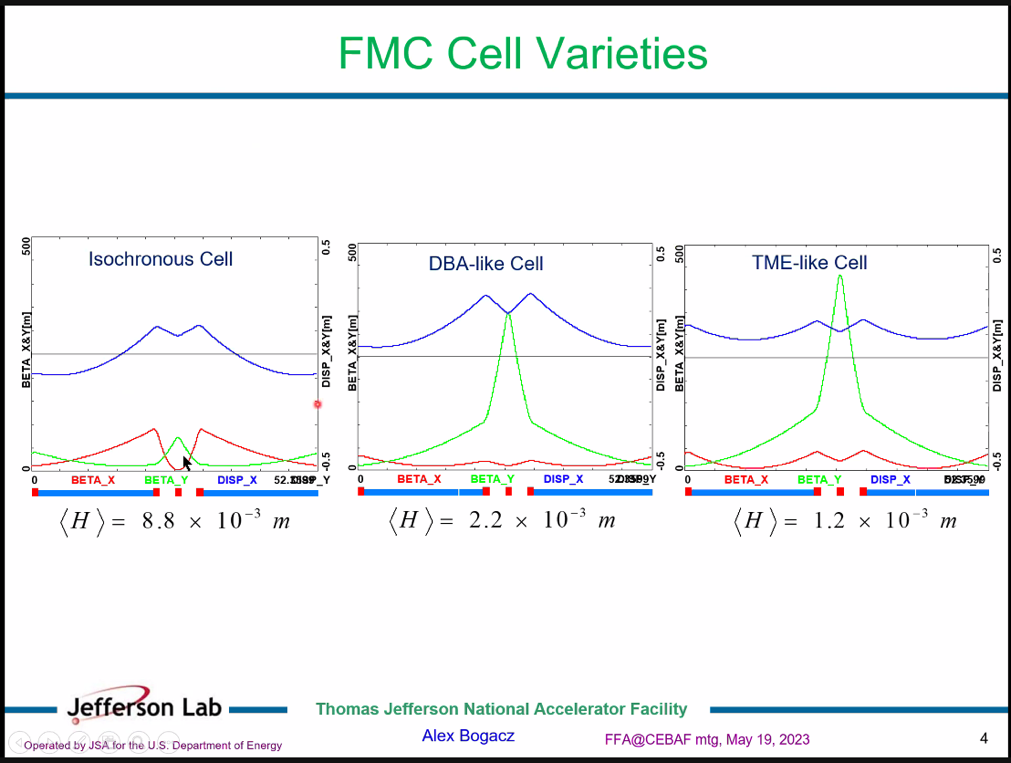 FMC Cell Varieties
500
0.5
Isochronous Cell
BETA_X&Y[m]
DISP_X&Y[m]
0
-0.5
0
BETA_X
BETA_Y
DISP_X
DISP_Y
⟨H⟩ = 8.8 × 10⁻³ m
500
0.5
DBA-like Cell
BETA_X&Y[m]
DISP_X&Y[m]
0
-0.5
0
BETA_X
BETA_Y
DISP_X
DISP_Y
⟨H⟩ = 2.2 × 10⁻³ m
500
0.5
TME-like Cell
BETA_X&Y[m]
DISP_X&Y[m]
0
-0.5
0
BETA_X
BETA_Y
DISP_X
DISP_Y
⟨H⟩ = 1.2 × 10⁻³ m
Jefferson Lab
Thomas Jefferson National Accelerator Facility
Operated by JSA for the U.S. Department of Energy
Alex Bogacz
FFA@CEBAF mtg, May 19, 2023
4